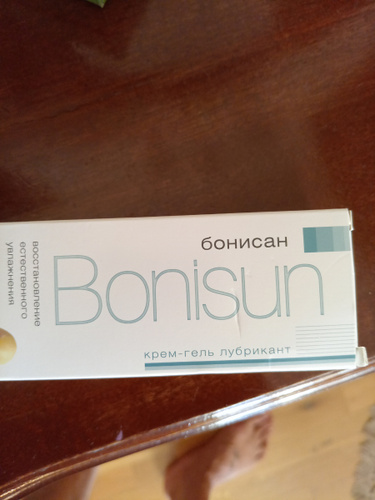 бонисан
Bonisun
крем-гель лубрикант
восстановление
естественного
увлажнения